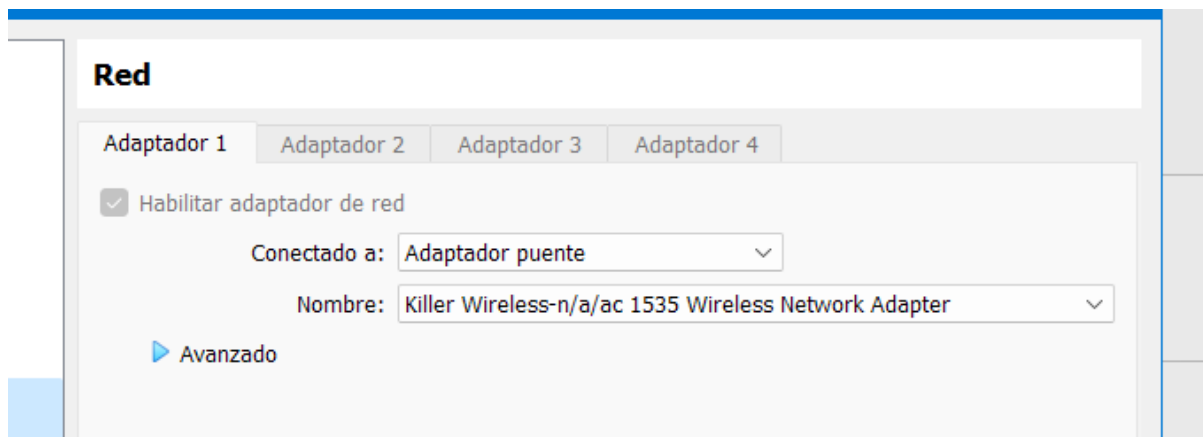 Red
Adaptador 1 Adaptador 2 Adaptador 3 Adaptador 4
Habilitar adaptador de red
Conectado a: Adaptador puente
Nombre: Killer Wireless-n/a/ac 1535 Wireless Network Adapter
Avanzado